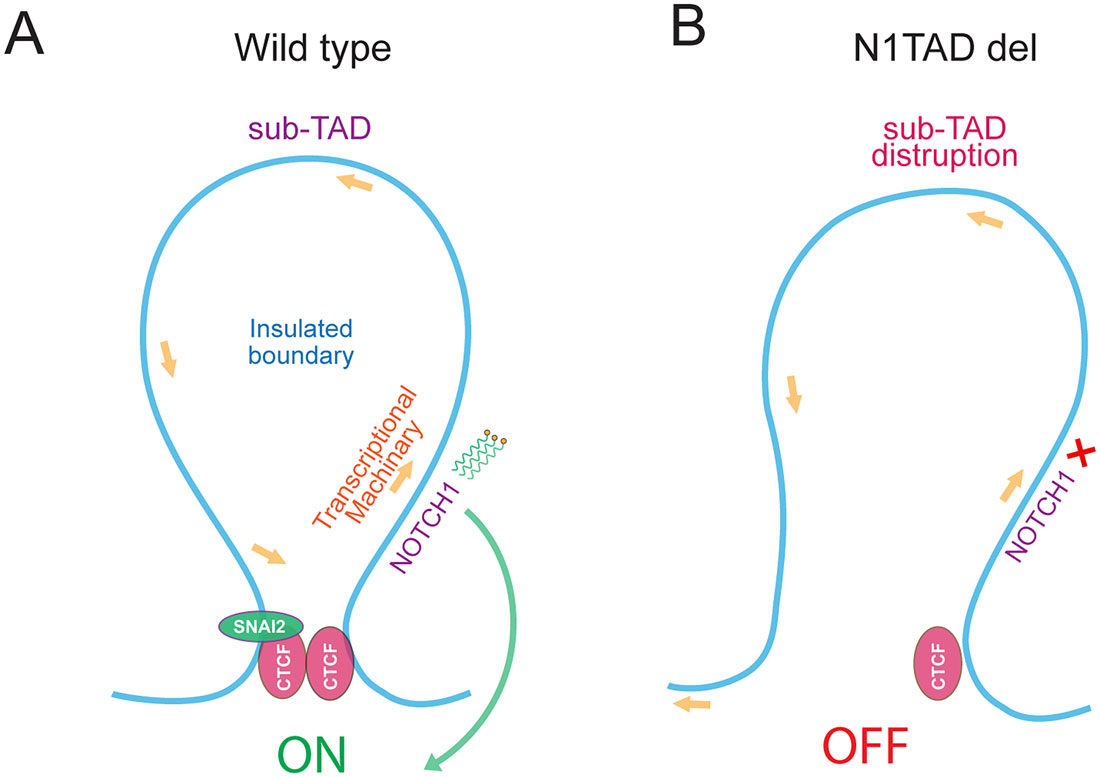 A
Wild type
sub-TAD
Insulated
boundary
Transcriptional
Machinary
NOTCH1
SNAI2
CTCF
CTCF
ON
B
N1TAD del
sub-TAD
distruption
NOTCH1
CTCF
OFF